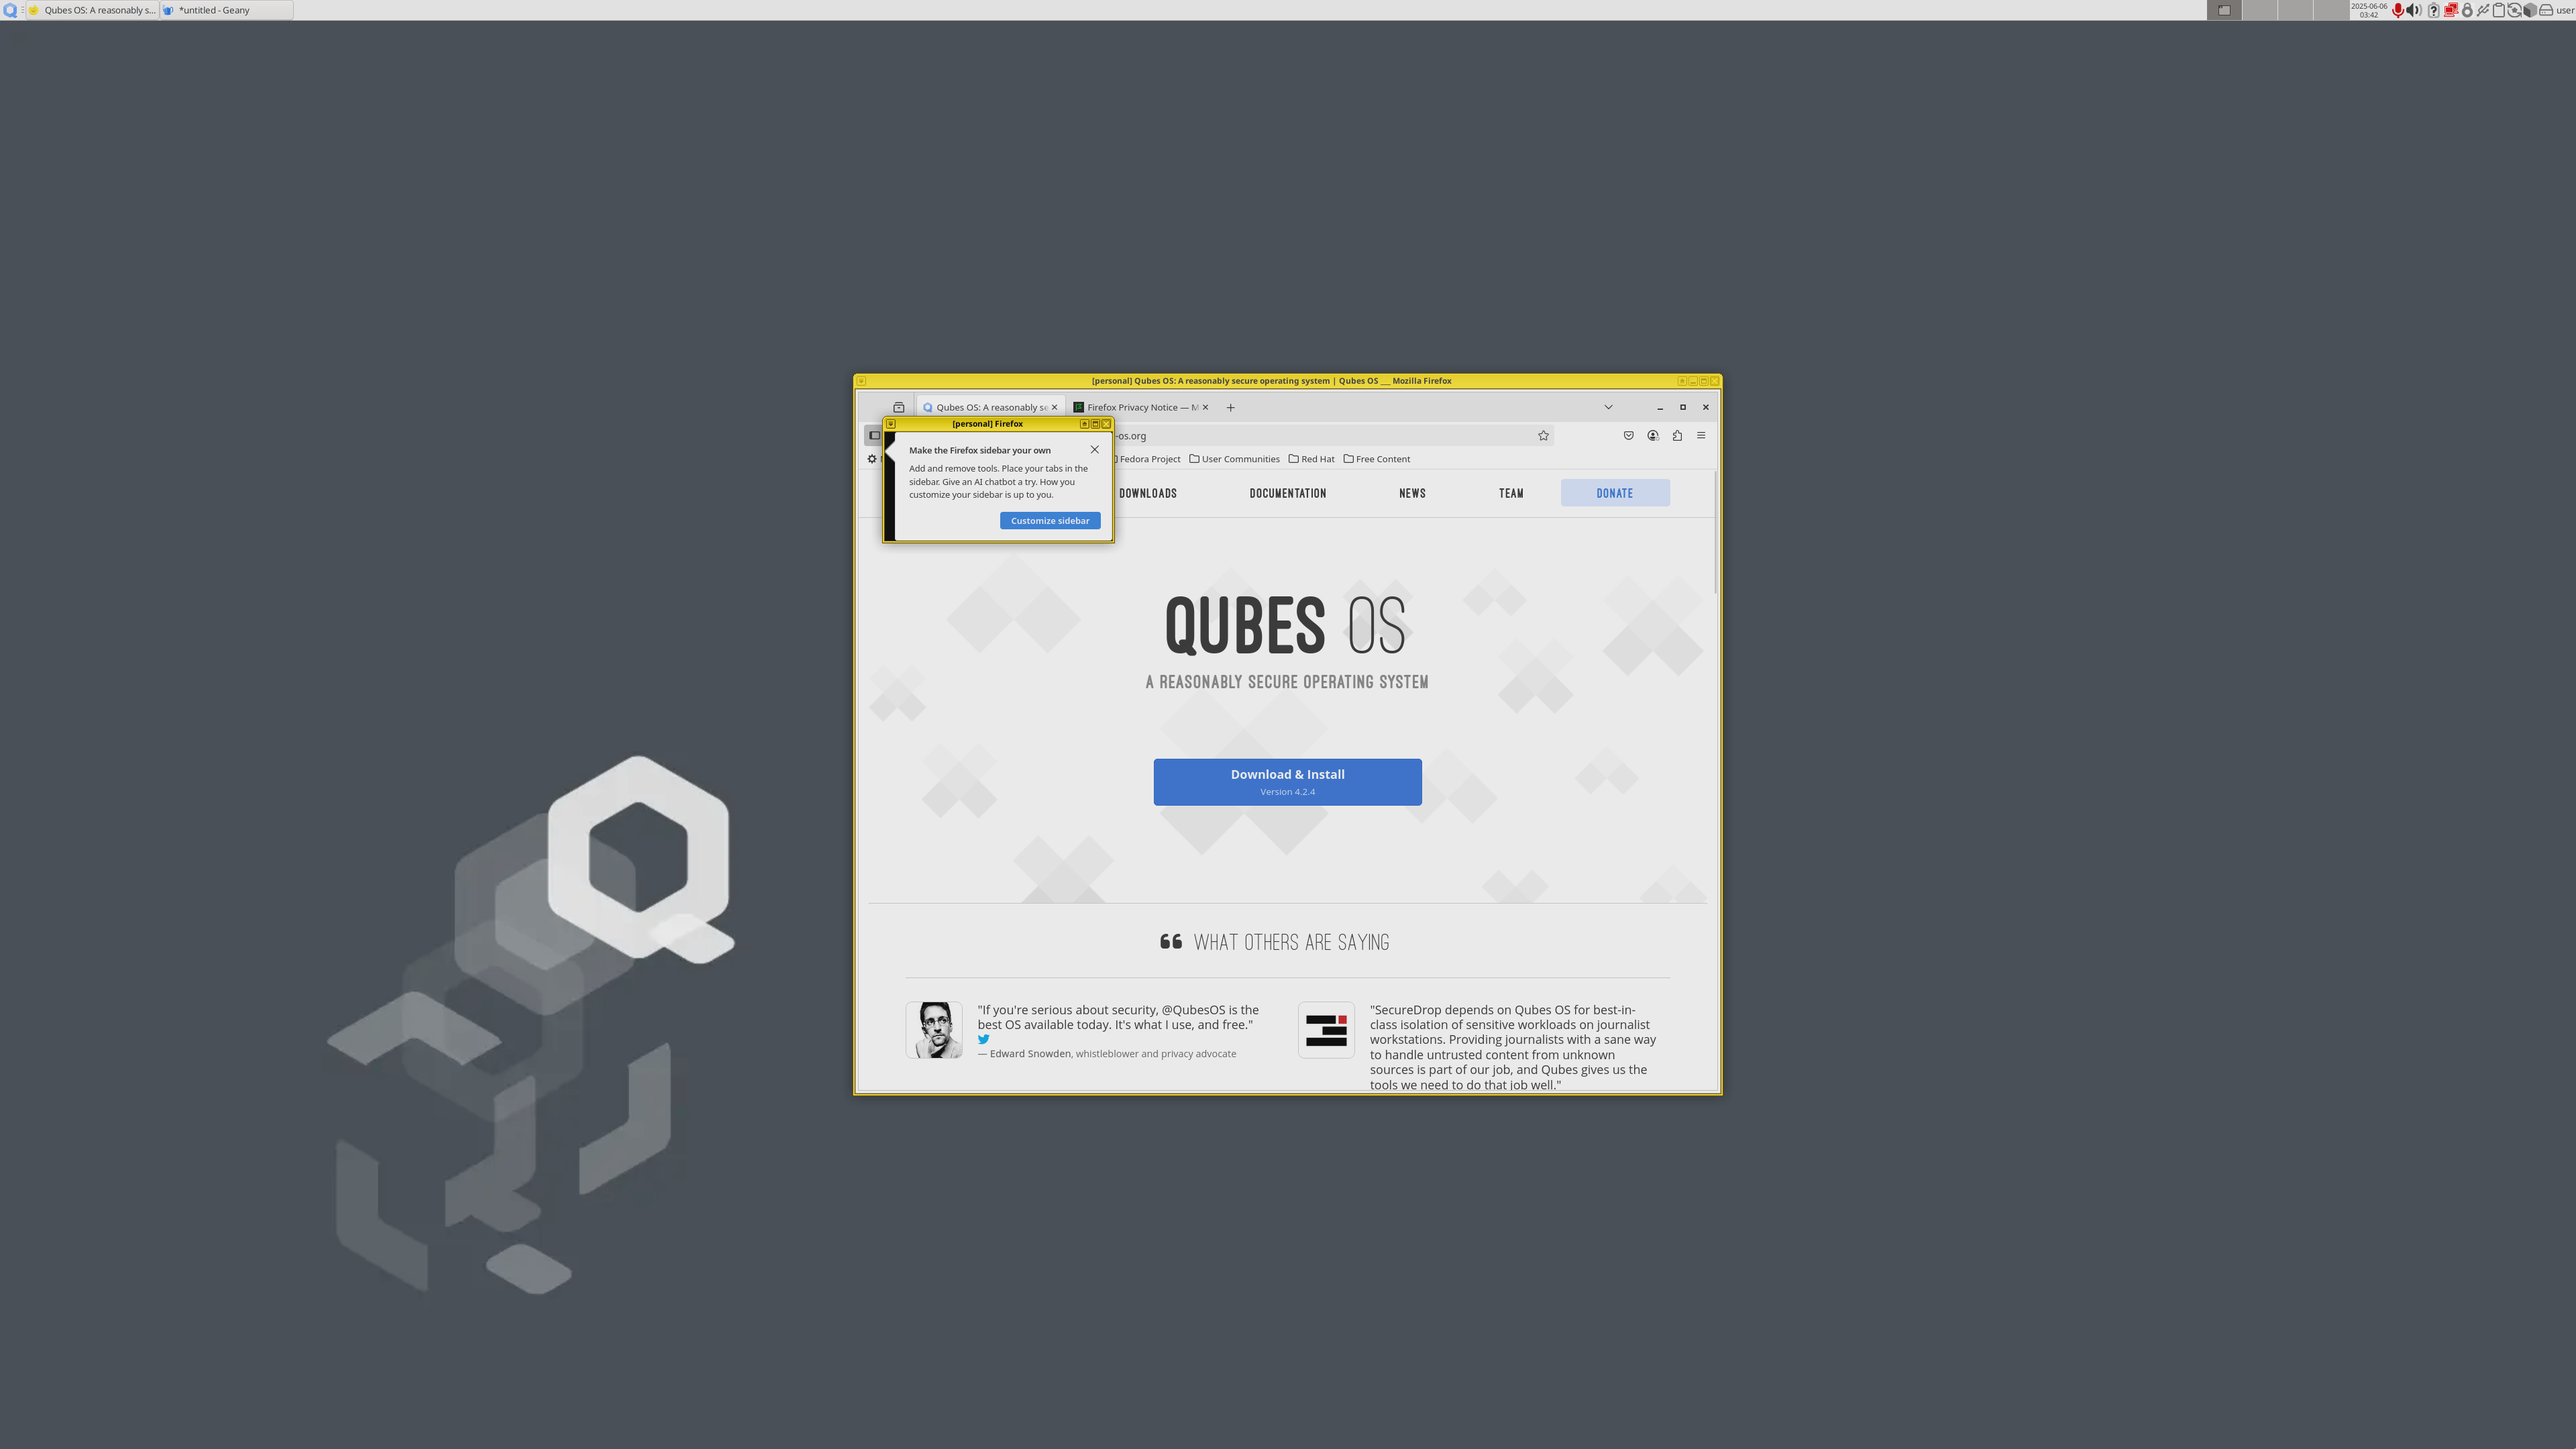 Qubes OS: A reasonably s...
*untitled - Geany
2025-06-06
03:42
user
[personal] Qubes OS: A reasonably secure operating system | Qubes OS ___ Mozilla Firefox
Qubes OS: A reasonably se
Firefox Privacy Notice — M
[personal] Firefox
-os.org
Make the Firefox sidebar your own
Add and remove tools. Place your tabs in the
sidebar. Give an AI chatbot a try. How you
customize your sidebar is up to you.
Customize sidebar
Fedora Project
User Communities
Red Hat
Free Content
DOWNLOADS
DOCUMENTATION
NEWS
TEAM
DONATE
QUBES OS
A REASONABLY SECURE OPERATING SYSTEM
Download & Install
Version 4.2.4
WHAT OTHERS ARE SAYING
"If you're serious about security, @QubesOS is the
best OS available today. It's what I use, and free."
— Edward Snowden, whistleblower and privacy advocate
"SecureDrop depends on Qubes OS for best-in-
class isolation of sensitive workloads on journalist
workstations. Providing journalists with a sane way
to handle untrusted content from unknown
sources is part of our job, and Qubes gives us the
tools we need to do that job well."